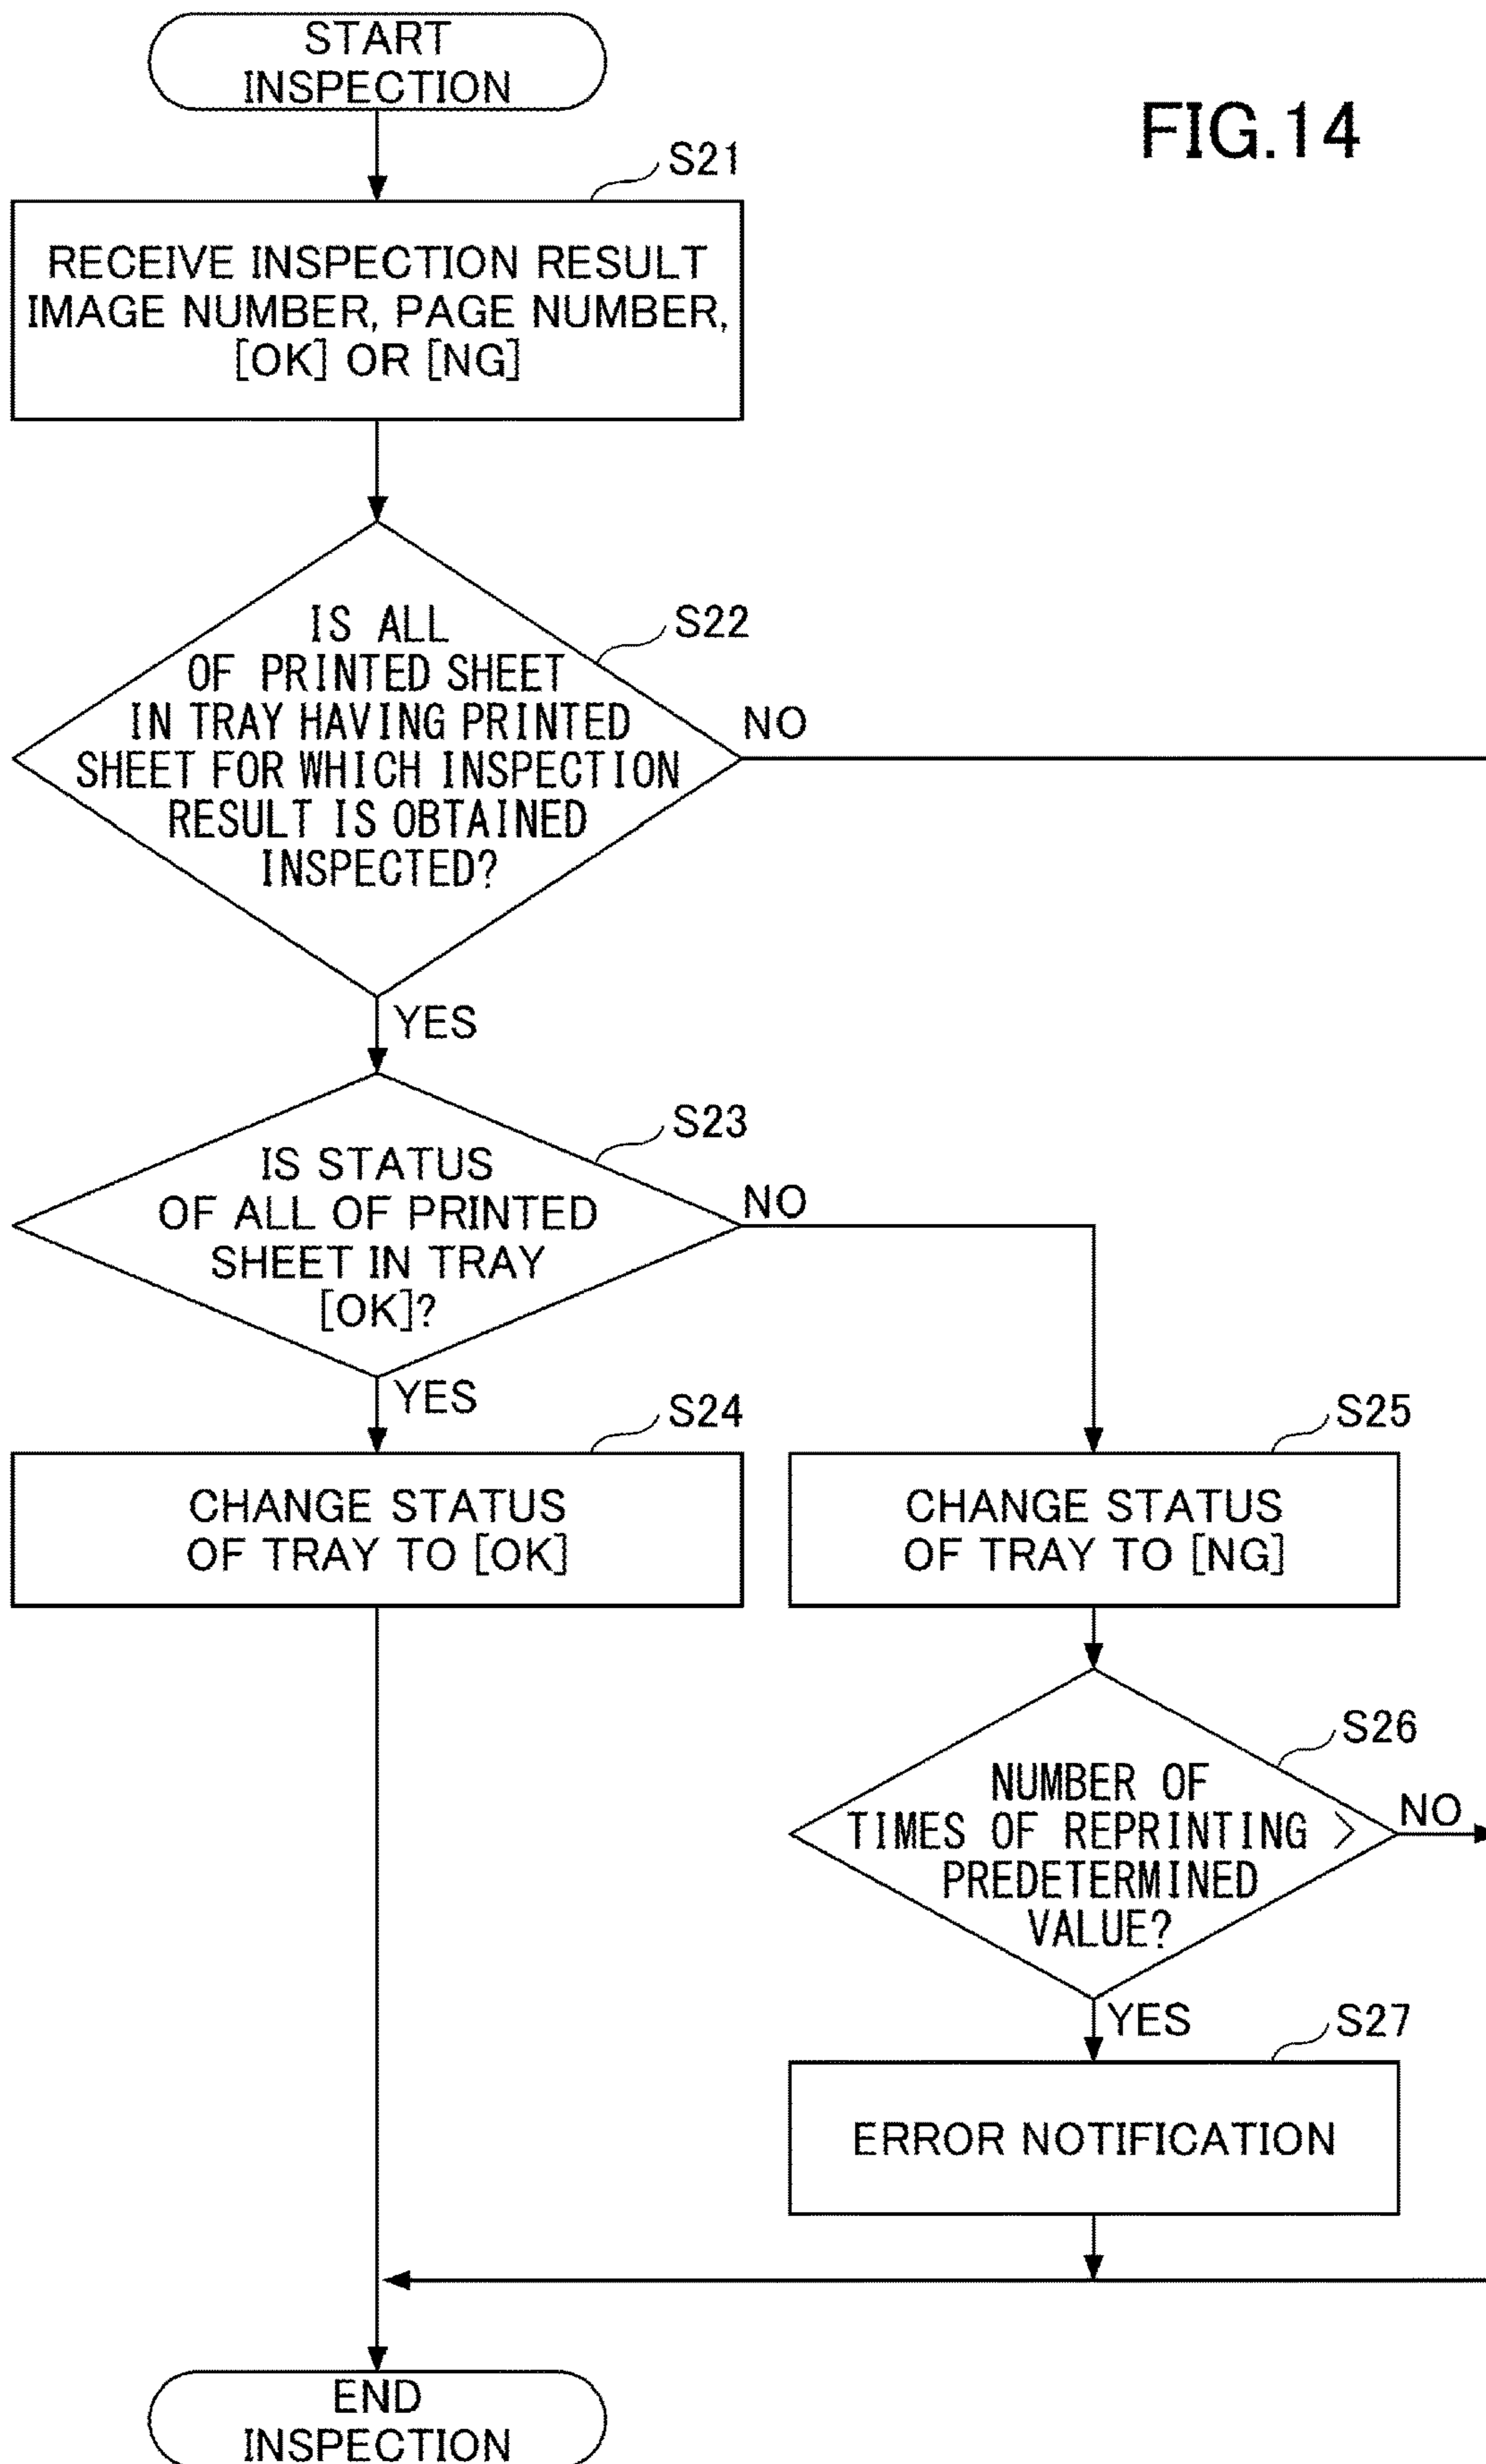 START
INSPECTION
FIG.14
S21
RECEIVE INSPECTION RESULT
IMAGE NUMBER, PAGE NUMBER,
[OK] OR [NG]
S22
IS ALL
OF PRINTED SHEET
IN TRAY HAVING PRINTED
SHEET FOR WHICH INSPECTION
RESULT IS OBTAINED
INSPECTED?
NO
YES
S23
IS STATUS
OF ALL OF PRINTED
SHEET IN TRAY
[OK]?
NO
YES
S24
CHANGE STATUS
OF TRAY TO [OK]
S25
CHANGE STATUS
OF TRAY TO [NG]
S26
NUMBER OF
TIMES OF REPRINTING >
PREDETERMINED
VALUE?
NO
YES
S27
ERROR NOTIFICATION
END
INSPECTION